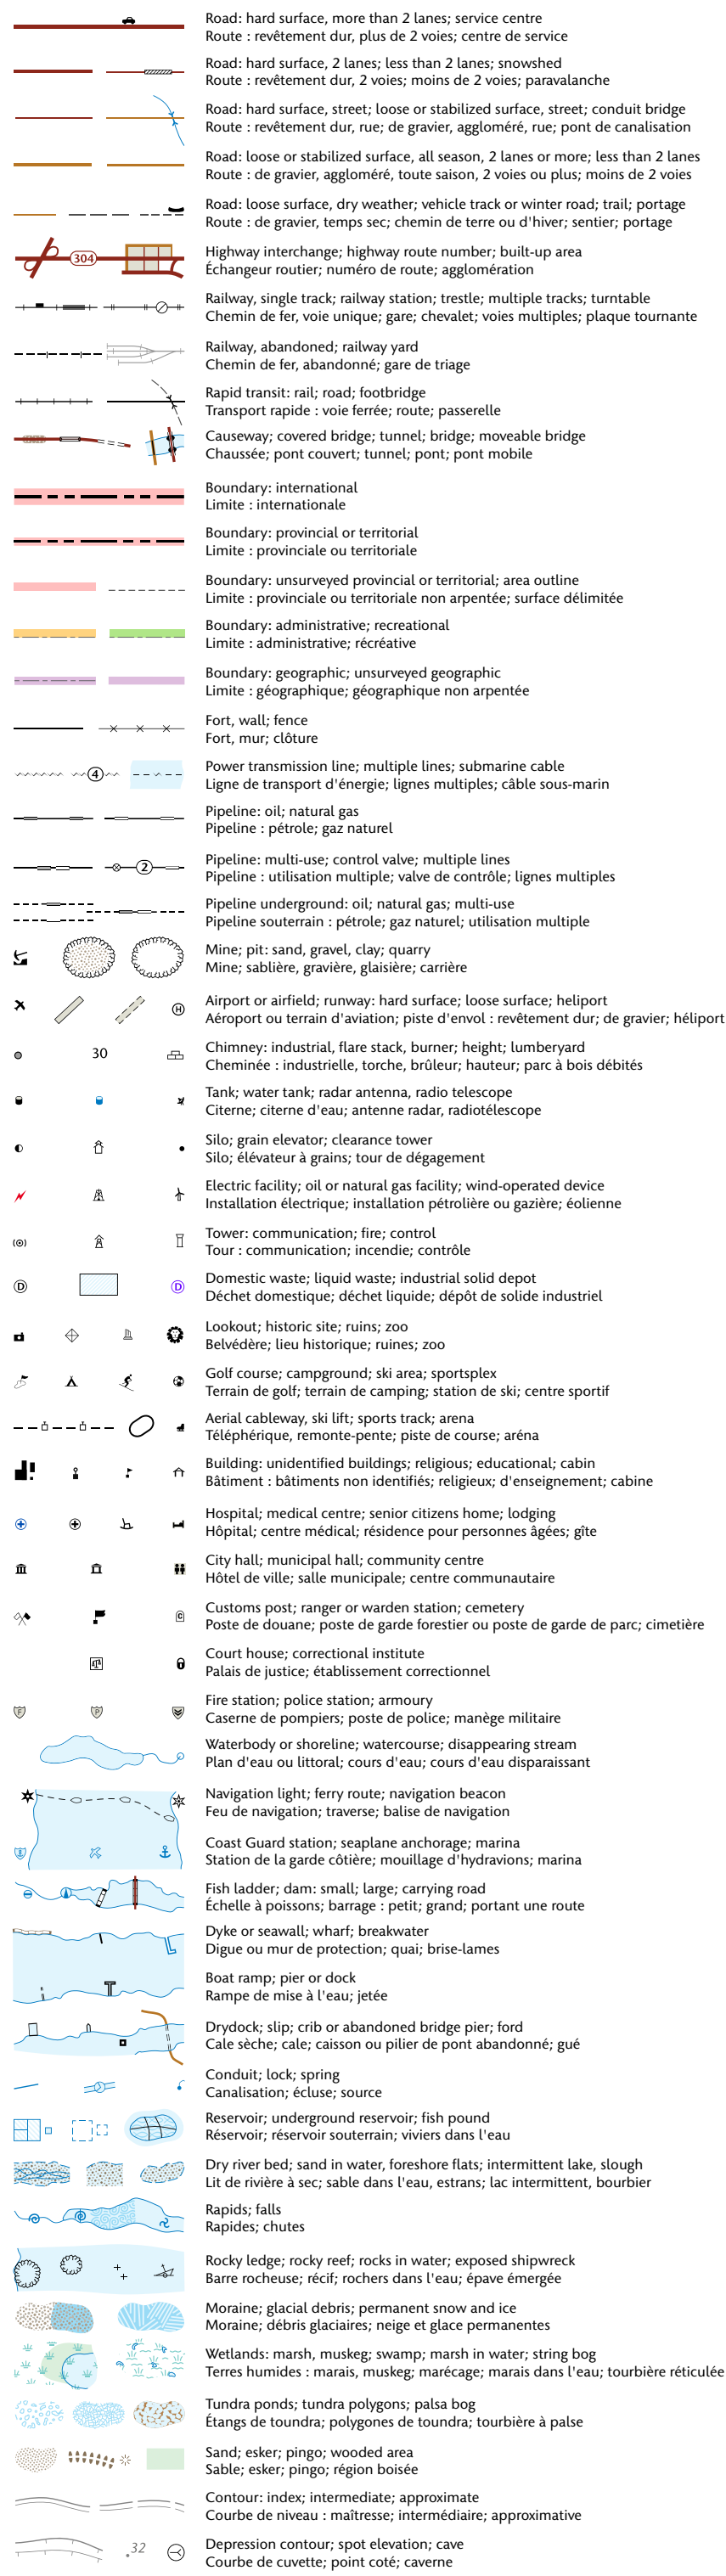 Road: hard surface, more than 2 lanes; service centre
Route : revêtement dur, plus de 2 voies; centre de service
Road: hard surface, 2 lanes; less than 2 lanes; snowshed
Route : revêtement dur, 2 voies; moins de 2 voies; paravalanche
Road: hard surface, street; loose or stabilized surface, street; conduit bridge
Route : revêtement dur, rue; de gravier, aggloméré, rue; pont de canalisation
Road: loose or stabilized surface, all season, 2 lanes or more; less than 2 lanes
Route : de gravier, aggloméré, toute saison, 2 voies ou plus; moins de 2 voies
Road: loose surface, dry weather; vehicle track or winter road; trail; portage
Route : de gravier, temps sec; chemin de terre ou d'hiver; sentier; portage
304
Highway interchange; highway route number; built-up area
Échangeur routier; numéro de route; agglomération
Railway, single track; railway station; trestle; multiple tracks; turntable
Chemin de fer, voie unique; gare; chevalet; voies multiples; plaque tournante
Railway, abandoned; railway yard
Chemin de fer, abandonné; gare de triage
Rapid transit: rail; road; footbridge
Transport rapide : voie ferrée; route; passerelle
Causeway; covered bridge; tunnel; bridge; moveable bridge
Chaussée; pont couvert; tunnel; pont; pont mobile
Boundary: international
Limite : internationale
Boundary: provincial or territorial
Limite : provinciale ou territoriale
Boundary: unsurveyed provincial or territorial; area outline
Limite : provinciale ou territoriale non arpentée; surface délimitée
Boundary: administrative; recreational
Limite : administrative; récréative
Boundary: geographic; unsurveyed geographic
Limite : géographique; géographique non arpentée
Fort, wall; fence
Fort, mur; clôture
4
Power transmission line; multiple lines; submarine cable
Ligne de transport d'énergie; lignes multiples; câble sous-marin
Pipeline: oil; natural gas
Pipeline : pétrole; gaz naturel
2
Pipeline: multi-use; control valve; multiple lines
Pipeline : utilisation multiple; valve de contrôle; lignes multiples
Pipeline underground: oil; natural gas; multi-use
Pipeline souterrain : pétrole; gaz naturel; utilisation multiple
Mine; pit: sand, gravel, clay; quarry
Mine; sablière, gravière, glaisière; carrière
H
Airport or airfield; runway: hard surface; loose surface; heliport
Aéroport ou terrain d'aviation; piste d'envol : revêtement dur; de gravier; héliport
30
Chimney: industrial, flare stack, burner; height; lumberyard
Cheminée : industrielle, torche, brûleur; hauteur; parc à bois débités
Tank; water tank; radar antenna, radio telescope
Citerne; citerne d'eau; antenne radar, radiotélescope
Silo; grain elevator; clearance tower
Silo; élévateur à grains; tour de dégagement
Electric facility; oil or natural gas facility; wind-operated device
Installation électrique; installation pétrolière ou gazière; éolienne
Tower: communication; fire; control
Tour : communication; incendie; contrôle
D D
Domestic waste; liquid waste; industrial solid depot
Déchet domestique; déchet liquide; dépôt de solide industriel
Lookout; historic site; ruins; zoo
Belvédère; lieu historique; ruines; zoo
Golf course; campground; ski area; sportsplex
Terrain de golf; terrain de camping; station de ski; centre sportif
Aerial cableway, ski lift; sports track; arena
Téléphérique, remonte-pente; piste de course; aréna
Building: unidentified buildings; religious; educational; cabin
Bâtiment : bâtiments non identifiés; religieux; d'enseignement; cabine
Hospital; medical centre; senior citizens home; lodging
Hôpital; centre médical; résidence pour personnes âgées; gîte
City hall; municipal hall; community centre
Hôtel de ville; salle municipale; centre communautaire
C
Customs post; ranger or warden station; cemetery
Poste de douane; poste de garde forestier ou poste de garde de parc; cimetière
Court house; correctional institute
Palais de justice; établissement correctionnel
F P
Fire station; police station; armoury
Caserne de pompiers; poste de police; manège militaire
Waterbody or shoreline; watercourse; disappearing stream
Plan d'eau ou littoral; cours d'eau; cours d'eau disparaissant
Navigation light; ferry route; navigation beacon
Feu de navigation; traverse; balise de navigation
Coast Guard station; seaplane anchorage; marina
Station de la garde côtière; mouillage d'hydravions; marina
Fish ladder; dam: small; large; carrying road
Échelle à poissons; barrage : petit; grand; portant une route
Dyke or seawall; wharf; breakwater
Digue ou mur de protection; quai; brise-lames
Boat ramp; pier or dock
Rampe de mise à l'eau; jetée
Drydock; slip; crib or abandoned bridge pier; ford
Cale sèche; cale; caisson ou pilier de pont abandonné; gué
Conduit; lock; spring
Canalisation; écluse; source
Reservoir; underground reservoir; fish pound
Réservoir; réservoir souterrain; viviers dans l'eau
Dry river bed; sand in water, foreshore flats; intermittent lake, slough
Lit de rivière à sec; sable dans l'eau, estrans; lac intermittent, bourbier
Rapids; falls
Rapides; chutes
Rocky ledge; rocky reef; rocks in water; exposed shipwreck
Barre rocheuse; récif; rochers dans l'eau; épave émergée
Moraine; glacial debris; permanent snow and ice
Moraine; débris glaciaires; neige et glace permanentes
Wetlands: marsh, muskeg; swamp; marsh in water; string bog
Terres humides : marais, muskeg; marécage; marais dans l'eau; tourbière réticulée
Tundra ponds; tundra polygons; palsa bog
Étangs de toundra; polygones de toundra; tourbière à palse
Sand; esker; pingo; wooded area
Sable; esker; pingo; région boisée
Contour: index; intermediate; approximate
Courbe de niveau : maîtresse; intermédiaire; approximative
.32
Depression contour; spot elevation; cave
Courbe de cuvette; point coté; caverne